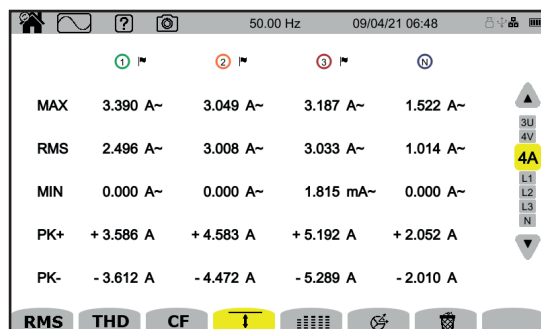 ? 50.00 Hz 09/04/21 06:48
1 2 3 N
MAX 3.390 A~ 3.049 A~ 3.187 A~ 1.522 A~
3U
4V
RMS 2.496 A~ 3.008 A~ 3.033 A~ 1.014 A~
4A
L1
MIN 0.000 A~ 0.000 A~ 1.815 mA~ 0.000 A~
L2
L3
N
PK+ + 3.586 A + 4.583 A + 5.192 A + 2.052 A
PK- - 3.612 A - 4.472 A - 5.289 A - 2.010 A
RMS THD CF